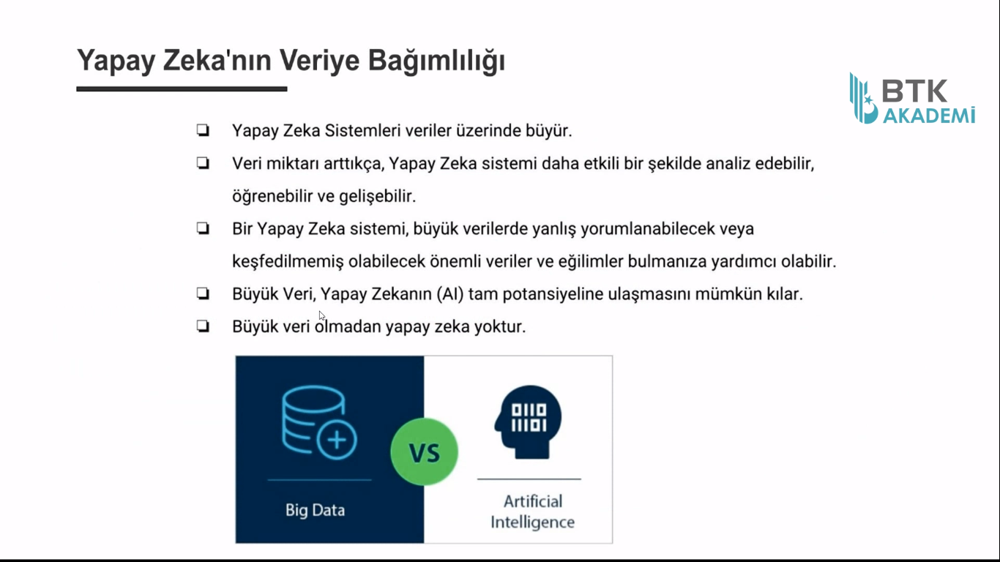 Yapay Zeka'nın Veriye Bağımlılığı
BTK
AKADEMİ
Yapay Zeka Sistemleri veriler üzerinde büyür.
Veri miktarı arttıkça, Yapay Zeka sistemi daha etkili bir şekilde analiz edebilir,
öğrenebilir ve gelişebilir.
Bir Yapay Zeka sistemi, büyük verilerde yanlış yorumlanabilecek veya
keşfedilmemiş olabilecek önemli veriler ve eğilimler bulmanıza yardımcı olabilir.
Büyük Veri, Yapay Zekanın (AI) tam potansiyeline ulaşmasını mümkün kılar.
Büyük veri olmadan yapay zeka yoktur.
Big Data
VS
0110
11101
Artificial
Intelligence